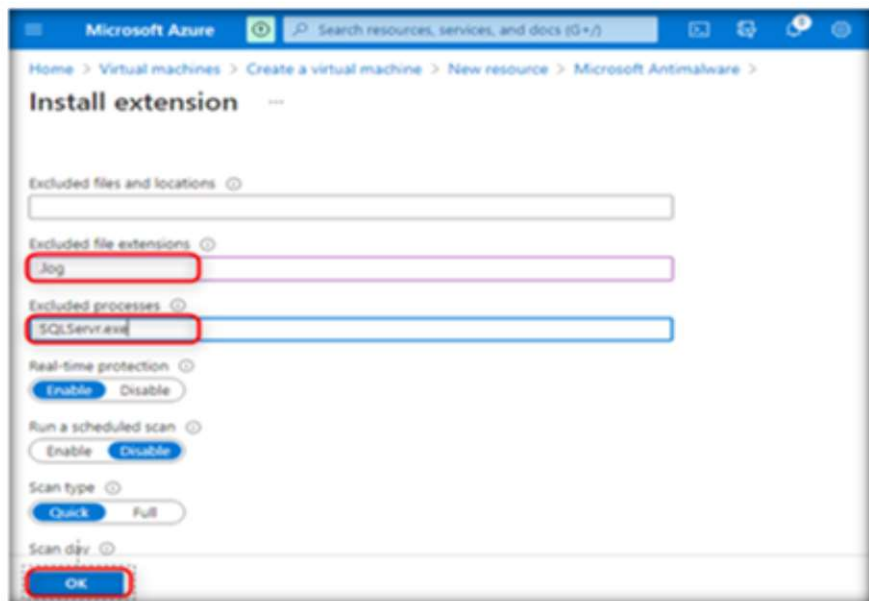 Microsoft Azure
Search resources, services, and docs (G+/)
Home > Virtual machines > Create a virtual machine > New resource > Microsoft Antimalware >
Install extension ...
Excluded files and locations
Excluded file extensions
.log
Excluded processes
SQLServr.exe
Real-time protection
Enable Disable
Run a scheduled scan
Enable Disable
Scan type
Quick Full
Scan day
OK